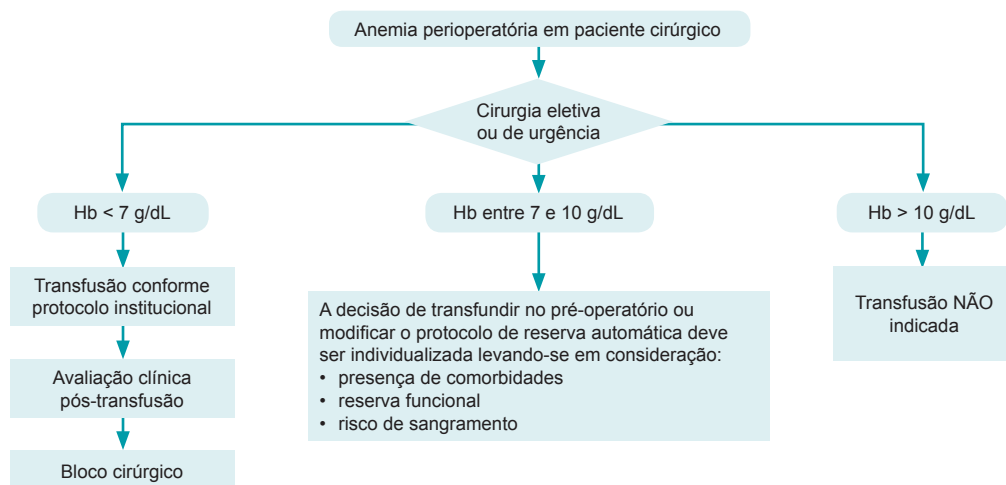 Anemia perioperatória em paciente cirúrgico
Cirurgia eletiva
ou de urgência
Hb < 7 g/dL
Hb entre 7 e 10 g/dL
Hb > 10 g/dL
Transfusão conforme
protocolo institucional
A decisão de transfundir no pré-operatório ou
modificar o protocolo de reserva automática deve
ser individualizada levando-se em consideração:
• presença de comorbidades
• reserva funcional
• risco de sangramento
Transfusão NÃO
indicada
Avaliação clínica
pós-transfusão
Bloco cirúrgico